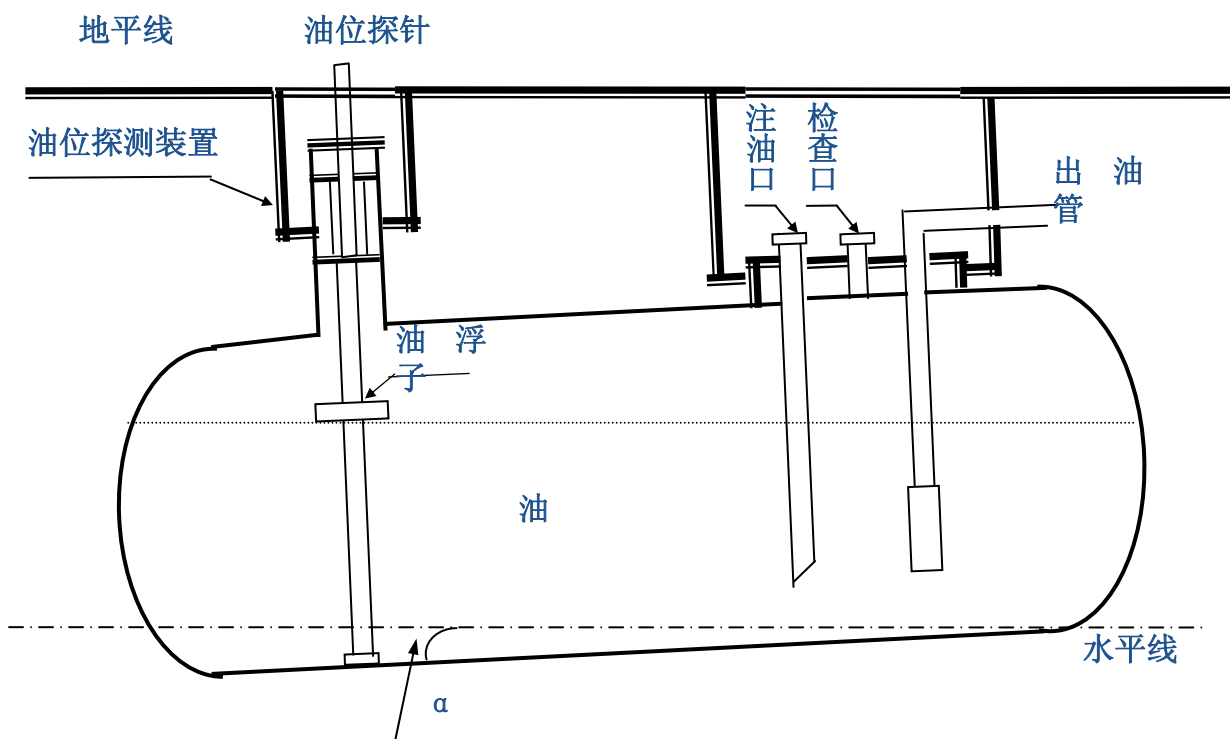 地平线
油位探针
油位探测装置
注油口
检查口
出 油
管
油 浮
子
油
水平线
α